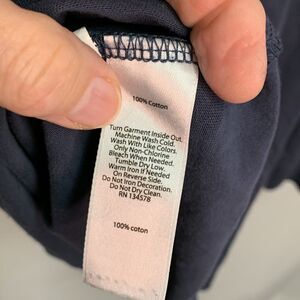 100% Cotton
Turn Garment Inside Out.
Machine Wash Cold.
Wash With Like Colors.
Only Non-Chlorine
Bleach When Needed.
Tumble Dry Low.
Warm Iron If Needed
On Reverse Side.
Do Not Iron Decoration.
Do Not Dry Clean.
RN 134578
100% cotton